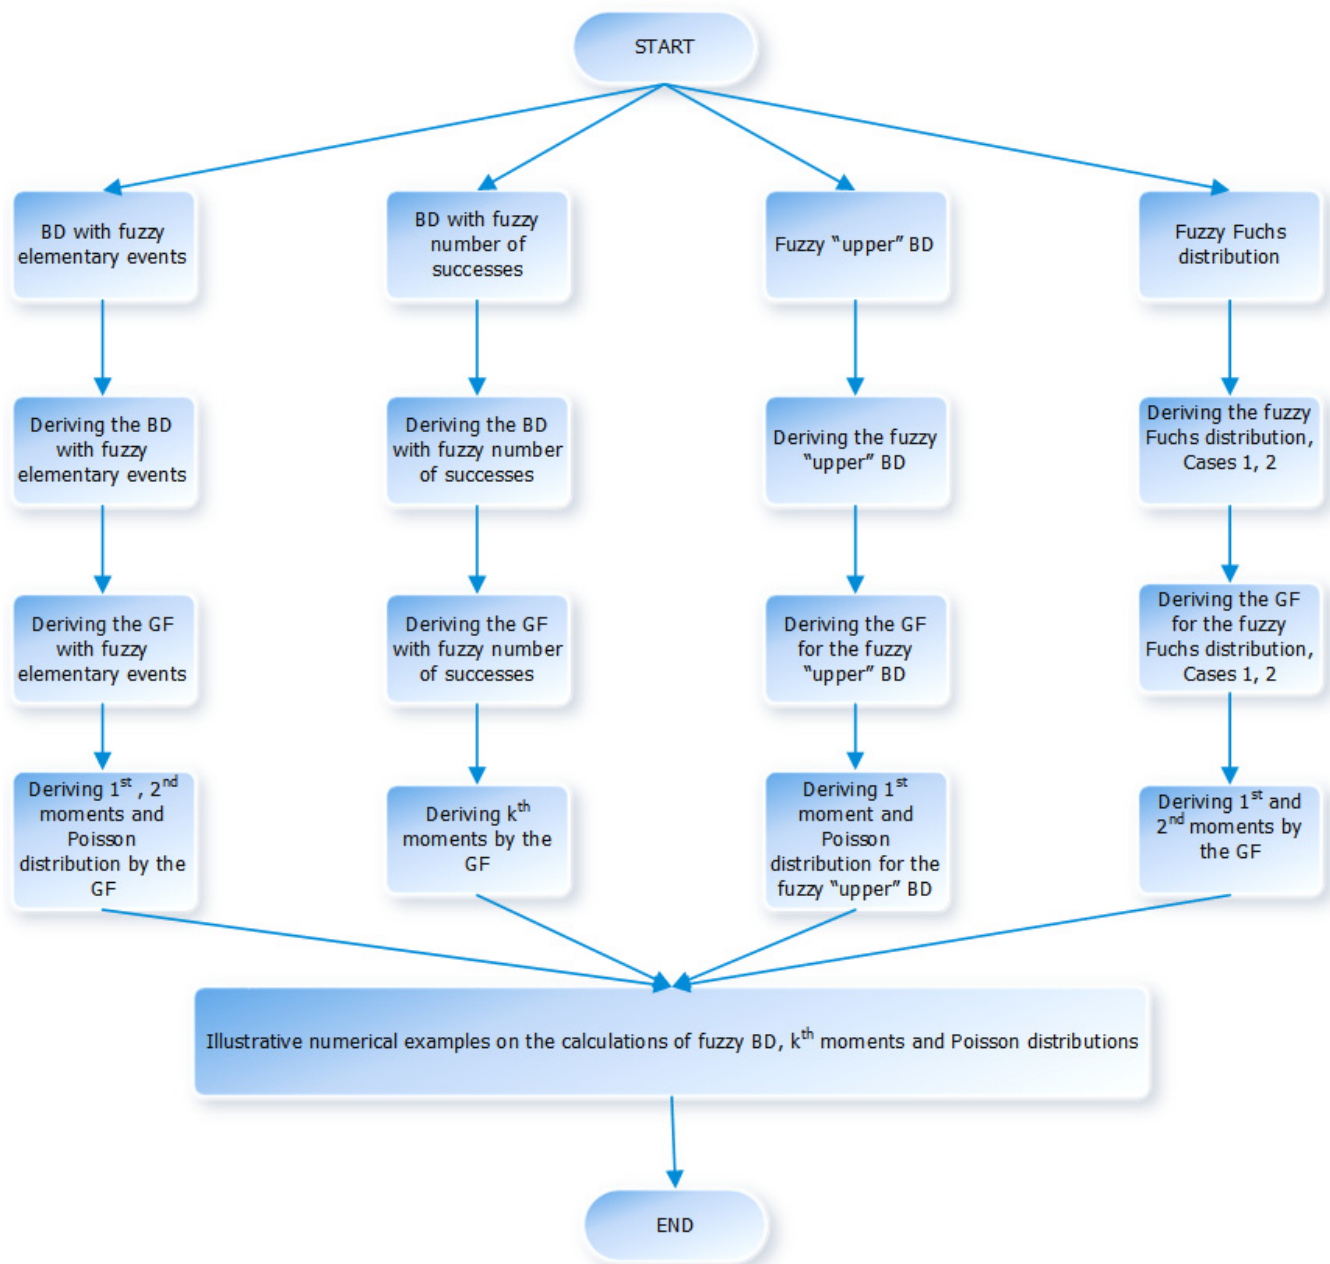 START
BD with fuzzy
elementary events
BD with fuzzy
number of
successes
Fuzzy “upper” BD
Fuzzy Fuchs
distribution
Deriving the BD
with fuzzy
elementary events
Deriving the BD
with fuzzy number
of successes
Deriving the fuzzy
“upper” BD
Deriving the fuzzy
Fuchs distribution,
Cases 1, 2
Deriving the GF
with fuzzy
elementary events
Deriving the GF
with fuzzy number
of successes
Deriving the GF
for the fuzzy
“upper” BD
Deriving the GF
for the fuzzy
Fuchs distribution,
Cases 1, 2
Deriving 1st , 2nd
moments and
Poisson
distribution by the
GF
Deriving kth
moments by the
GF
Deriving 1st
moment and
Poisson
distribution for the
fuzzy “upper” BD
Deriving 1st and
2nd moments by
the GF
Illustrative numerical examples on the calculations of fuzzy BD, kth moments and Poisson distributions
END